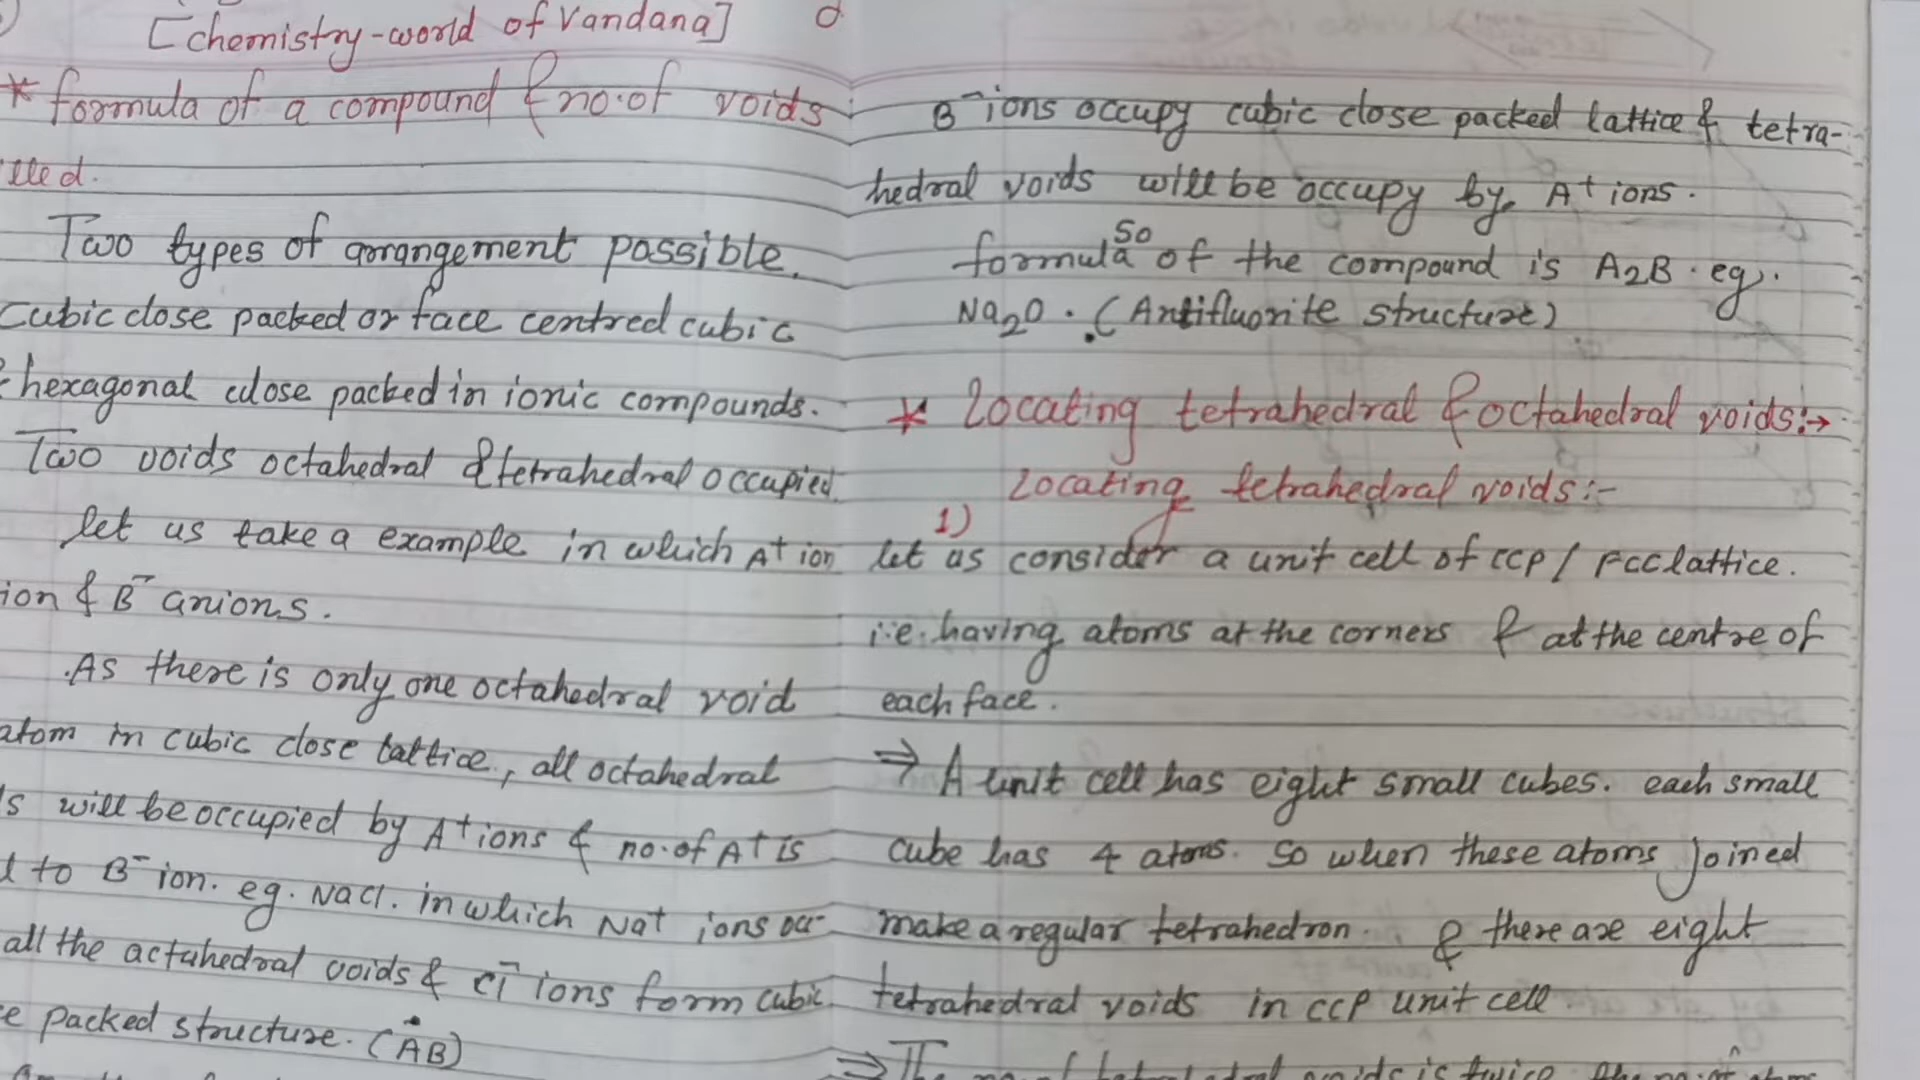 [chemistry-world of Vandana]
* formula of a compound & no.of voids
lled.
Two types of arrangement possible.
cubic close packed or face centred cubic
hexagonal close packed in ionic compounds.
Two voids octahedral & tetrahedral occupied
let us take a example in which A+ ion
ion & B- anions.
As there is only one octahedral void
atom in cubic close lattice, all octahedral
s will be occupied by A+ ions & no.of A+ is
l to B- ion. eg. NaCl. in which Na+ ions occ-
all the octahedral voids & Cl- ions form cubic
e packed structure. (AB)
B- ions occupy cubic close packed lattice & tetra-
hedral voids will be occupy by A+ ions.
so
formula of the compound is A2B. eg.
Na2O. (Antifluorite structure)
* Locating tetrahedral & octahedral voids:→
Locating tetrahedral voids:-
1)
let us consider a unit cell of CCP / FCC lattice.
i.e. having atoms at the corners & at the centre of
each face.
⇒ A unit cell has eight small cubes. each small
cube has 4 atoms. so when these atoms joined
make a regular tetrahedron. & there are eight
tetrahedral voids in CCP unit cell